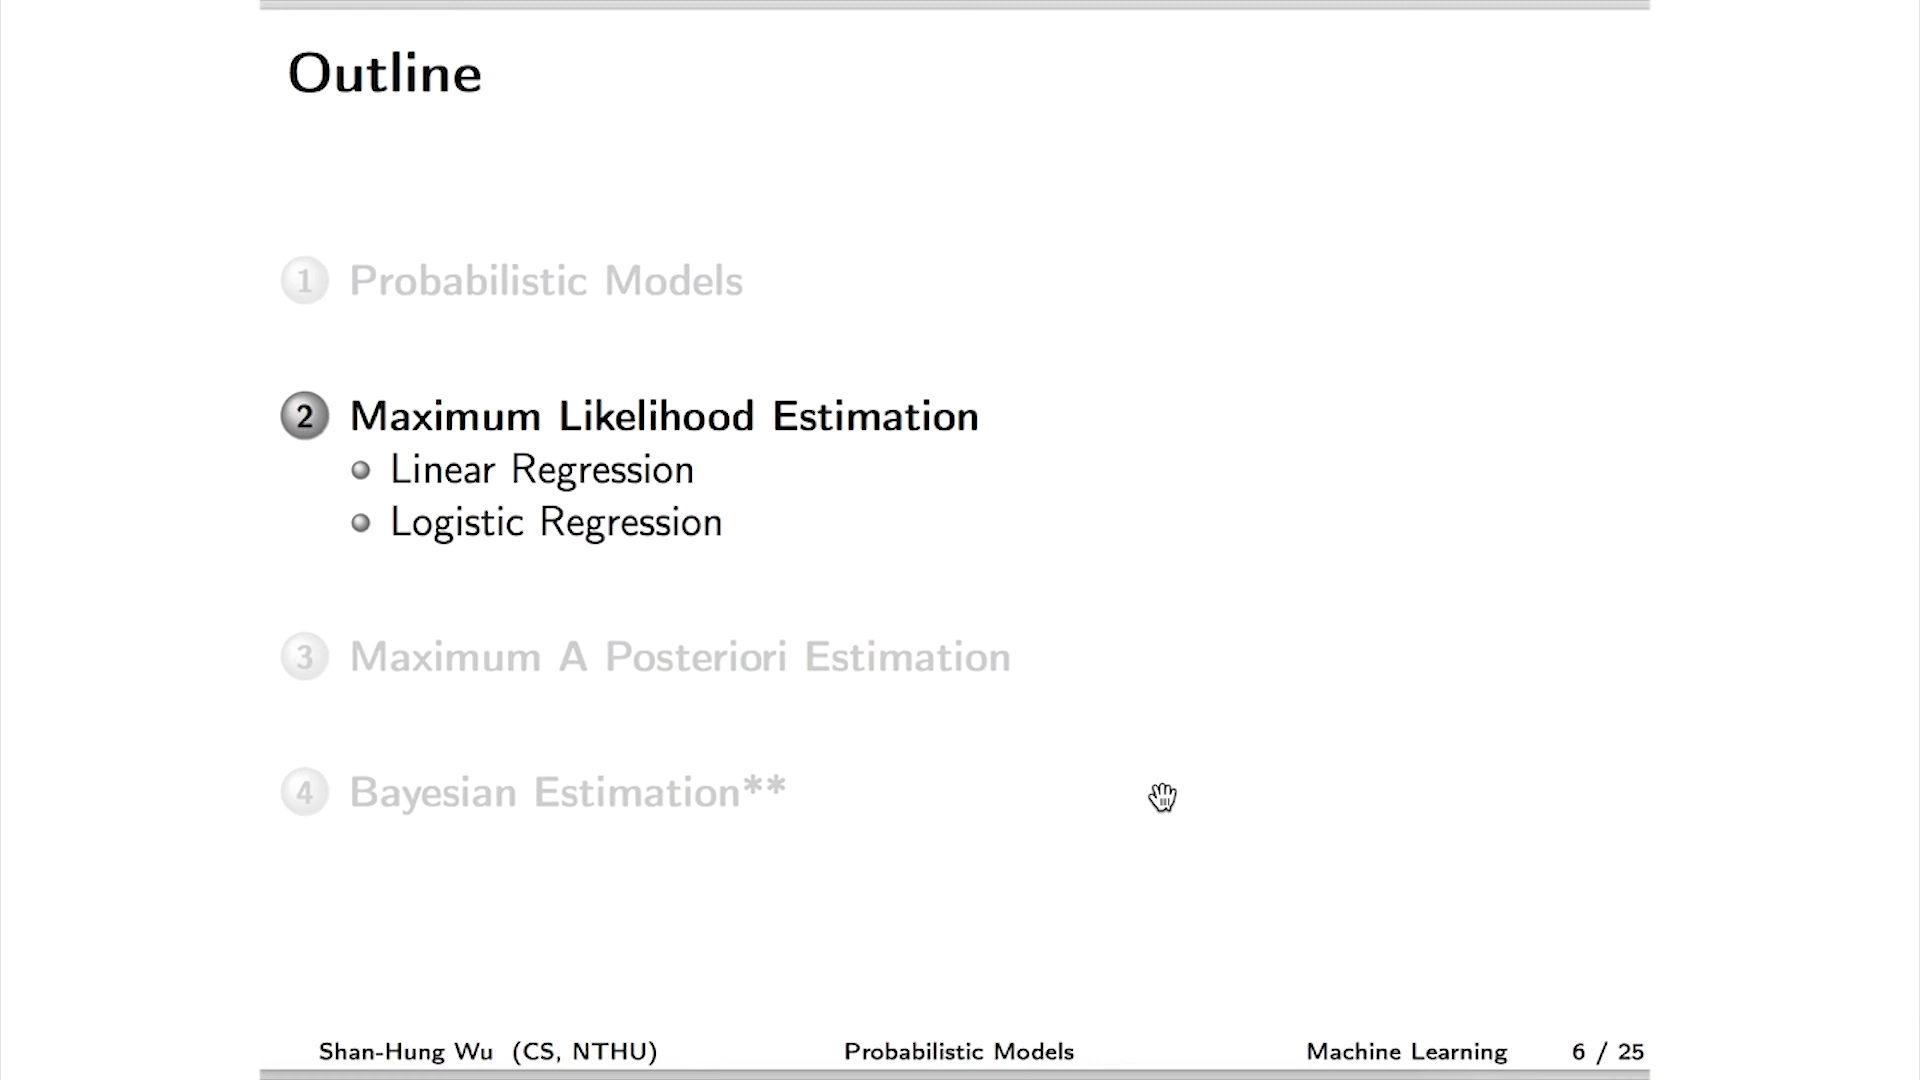 Outline
1 Probabilistic Models
2 Maximum Likelihood Estimation
Linear Regression
Logistic Regression
3 Maximum A Posteriori Estimation
4 Bayesian Estimation**
Shan-Hung Wu (CS, NTHU) Probabilistic Models Machine Learning 6 / 25